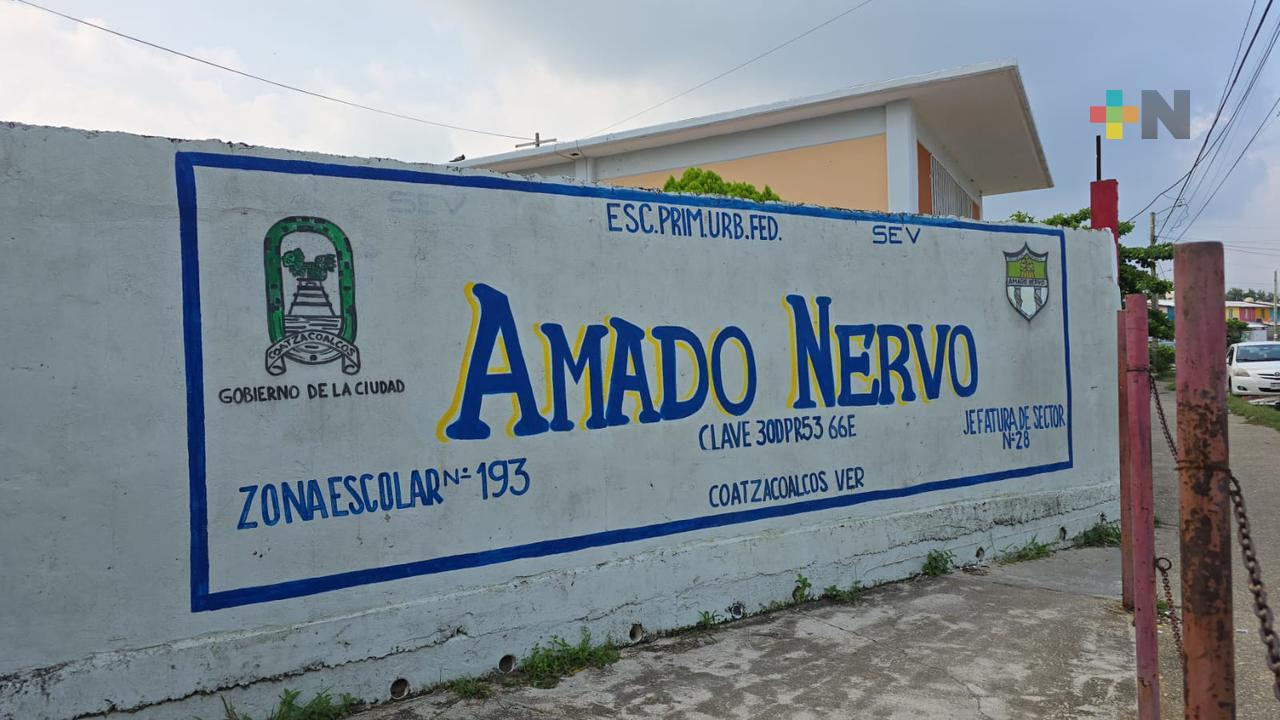 +N
SEV
ESC.PRIM.URB.FED.
SEV
AMADO NERVO
COATZACOALCOS
GOBIERNO DE LA CIUDAD
AMADO NERVO
CLAVE 30DPR53 66E
JEFATURA DE SECTOR
Nº28
ZONA ESCOLAR Nº 193
COATZACOALCOS VER